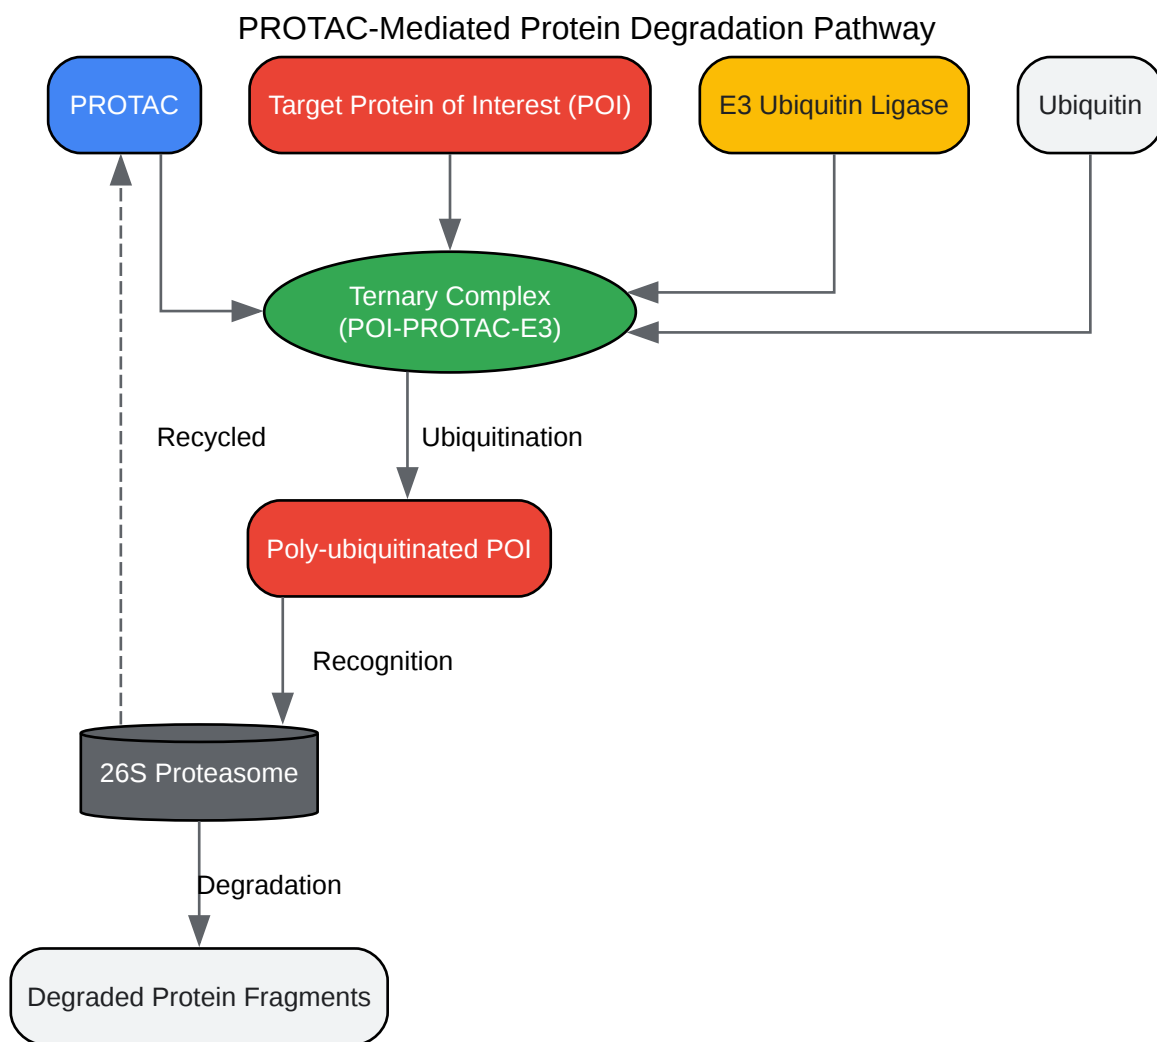 PROTAC-Mediated Protein Degradation Pathway
PROTAC
Target Protein of Interest (POI)
E3 Ubiquitin Ligase
Ubiquitin
Ternary Complex
(POI-PROTAC-E3)
Recycled
Ubiquitination
Poly-ubiquitinated POI
Recognition
26S Proteasome
Degradation
Degraded Protein Fragments